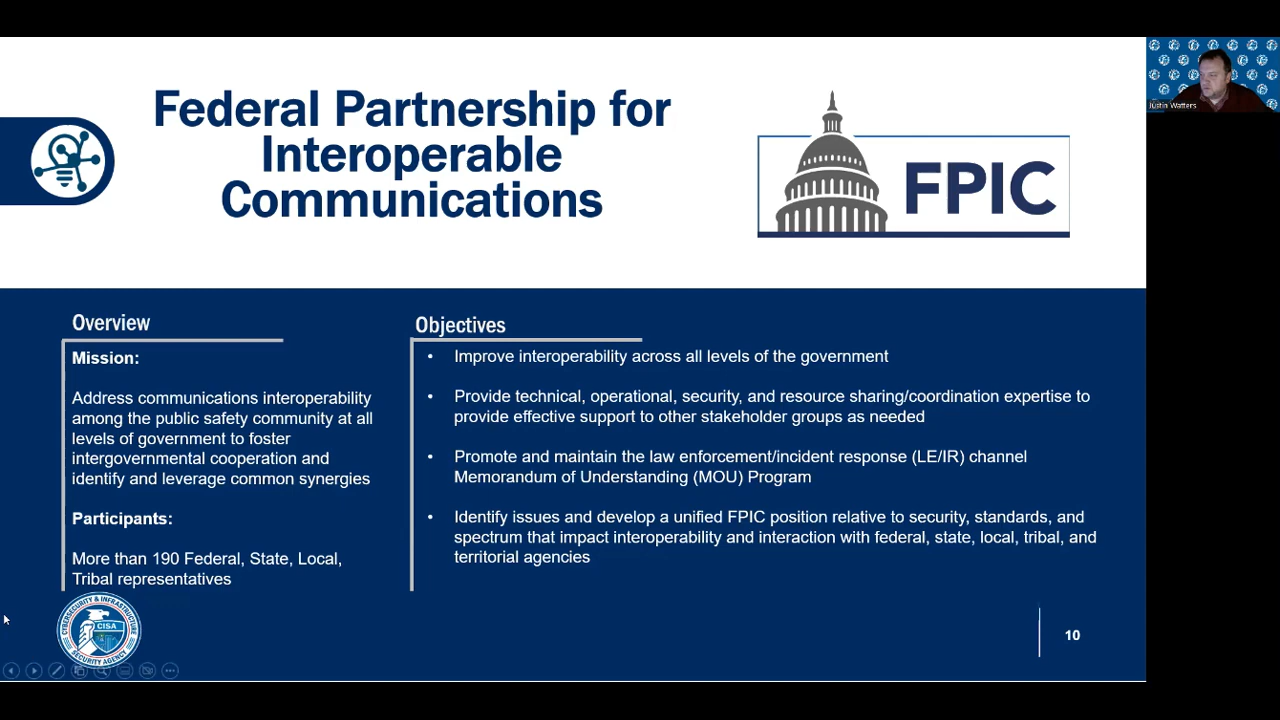 Federal Partnership for
Interoperable
Communications
FPIC
Justin Watters
Overview
Mission:
Address communications interoperability
among the public safety community at all
levels of government to foster
intergovernmental cooperation and
identify and leverage common synergies
Participants:
More than 190 Federal, State, Local,
Tribal representatives
Objectives
• Improve interoperability across all levels of the government
• Provide technical, operational, security, and resource sharing/coordination expertise to
provide effective support to other stakeholder groups as needed
• Promote and maintain the law enforcement/incident response (LE/IR) channel
Memorandum of Understanding (MOU) Program
• Identify issues and develop a unified FPIC position relative to security, standards, and
spectrum that impact interoperability and interaction with federal, state, local, tribal, and
territorial agencies
CYBERSECURITY & INFRASTRUCTURE
CISA
SECURITY AGENCY
10